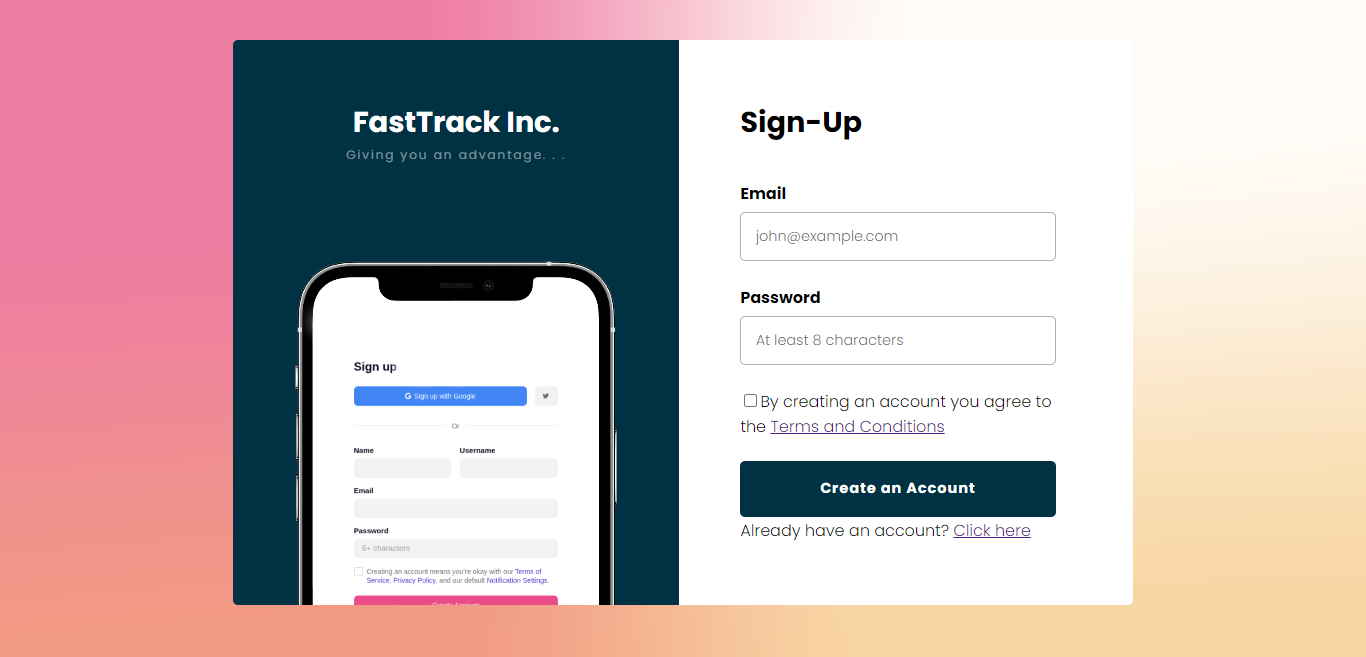 FastTrack Inc.
Giving you an advantage. . .
Sign up
Sign up with Google
Or
Name Username
Email
Password
6+ characters
Creating an account means you're okay with our Terms of
Service, Privacy Policy, and our default Notification Settings.
Create Account
Sign-Up
Email
john@example.com
Password
At least 8 characters
By creating an account you agree to
the Terms and Conditions
Create an Account
Already have an account? Click here